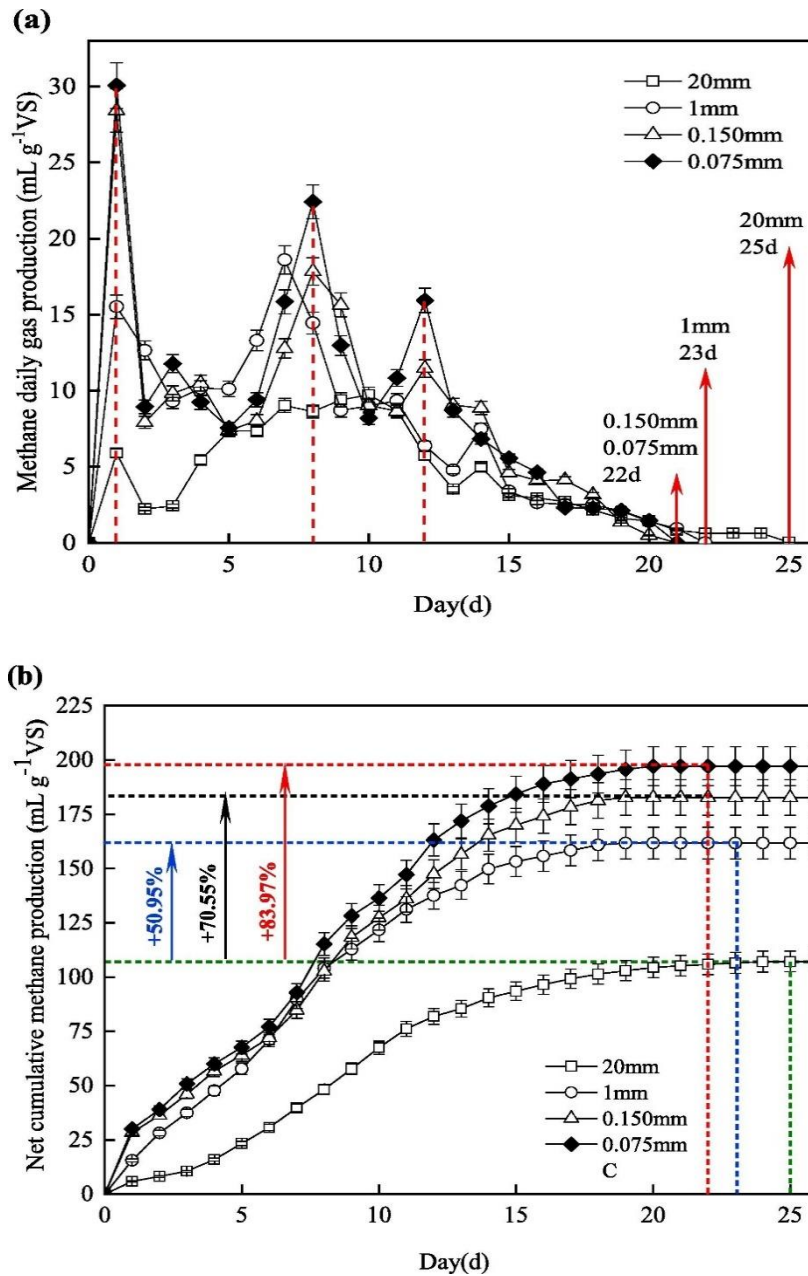 (a)
Methane daily gas production (mL g⁻¹VS)
30
25
20
15
10
5
0
20mm
1mm
0.150mm
0.075mm
20mm
25d
1mm
23d
0.150mm
0.075mm
22d
0 5 10 15 20 25
Day(d)
(b)
Net cumulative methane production (mL g⁻¹VS)
225
200
175
150
125
100
75
50
25
0
+50.95%
+70.55%
+83.97%
20mm
1mm
0.150mm
0.075mm
C
0 5 10 15 20 25
Day(d)